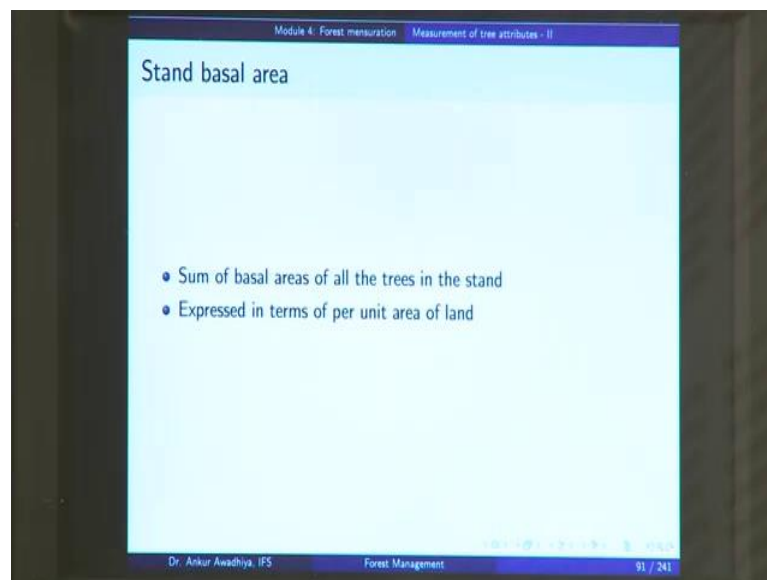 Module 4: Forest mensuration Measurement of tree attributes - II
Stand basal area
Sum of basal areas of all the trees in the stand
Expressed in terms of per unit area of land
Dr. Ankur Awadhiya, IFS Forest Management 91 / 241